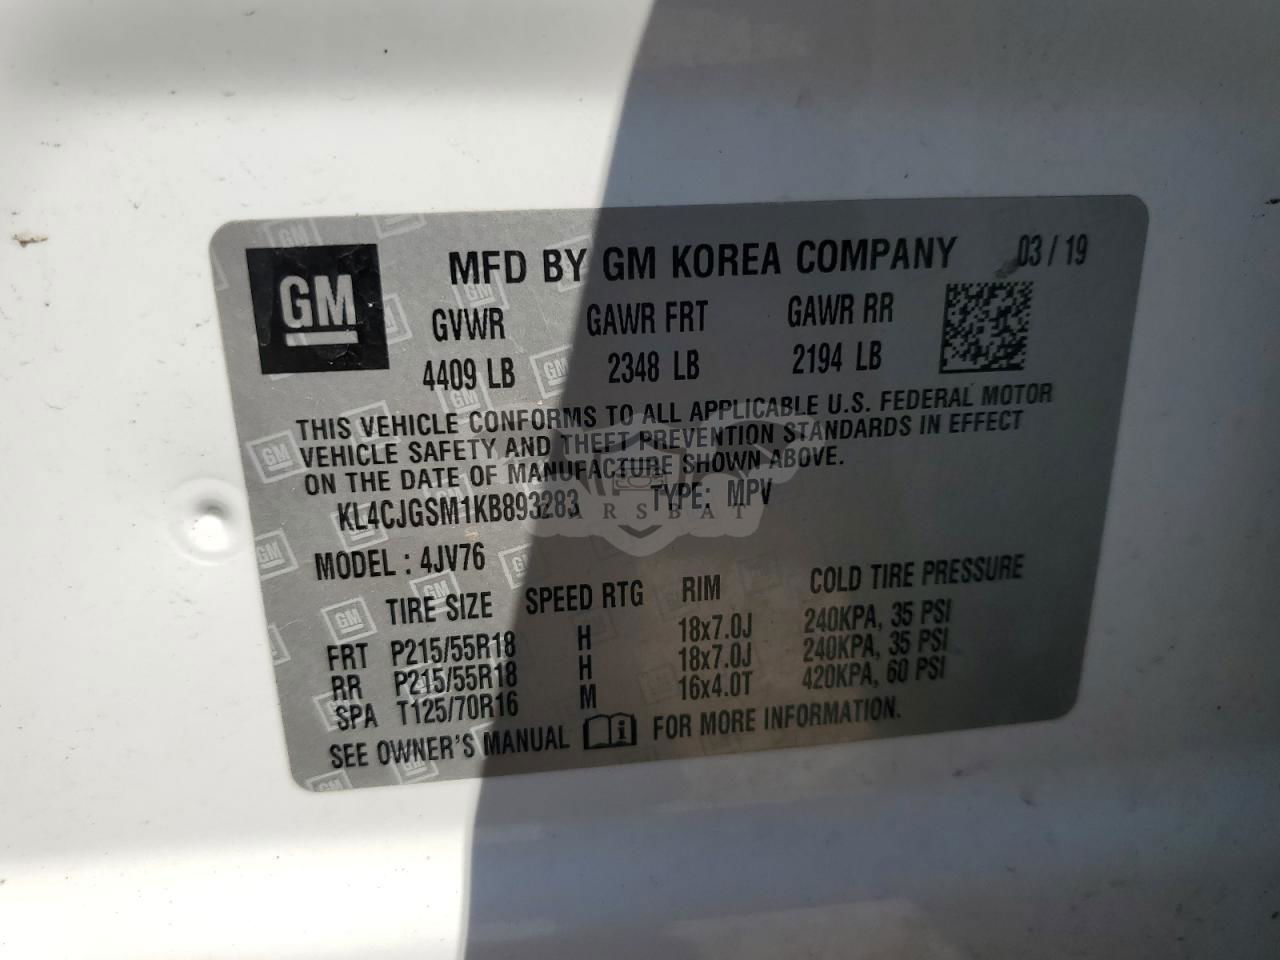 GM
MFD BY GM KOREA COMPANY 03 / 19
GVWR GAWR FRT GAWR RR
4409 LB 2348 LB 2194 LB
THIS VEHICLE CONFORMS TO ALL APPLICABLE U.S. FEDERAL MOTOR
VEHICLE SAFETY AND THEFT PREVENTION STANDARDS IN EFFECT
ON THE DATE OF MANUFACTURE SHOWN ABOVE.
KL4CJGSM1KB893283 TYPE: MPV
ARSBAT
MODEL : 4JV76
TIRE SIZE SPEED RTG RIM COLD TIRE PRESSURE
FRT P215/55R18 H 18x7.0J 240KPA, 35 PSI
RR P215/55R18 H 18x7.0J 240KPA, 35 PSI
SPA T125/70R16 M 16x4.0T 420KPA, 60 PSI
SEE OWNER'S MANUAL i FOR MORE INFORMATION.